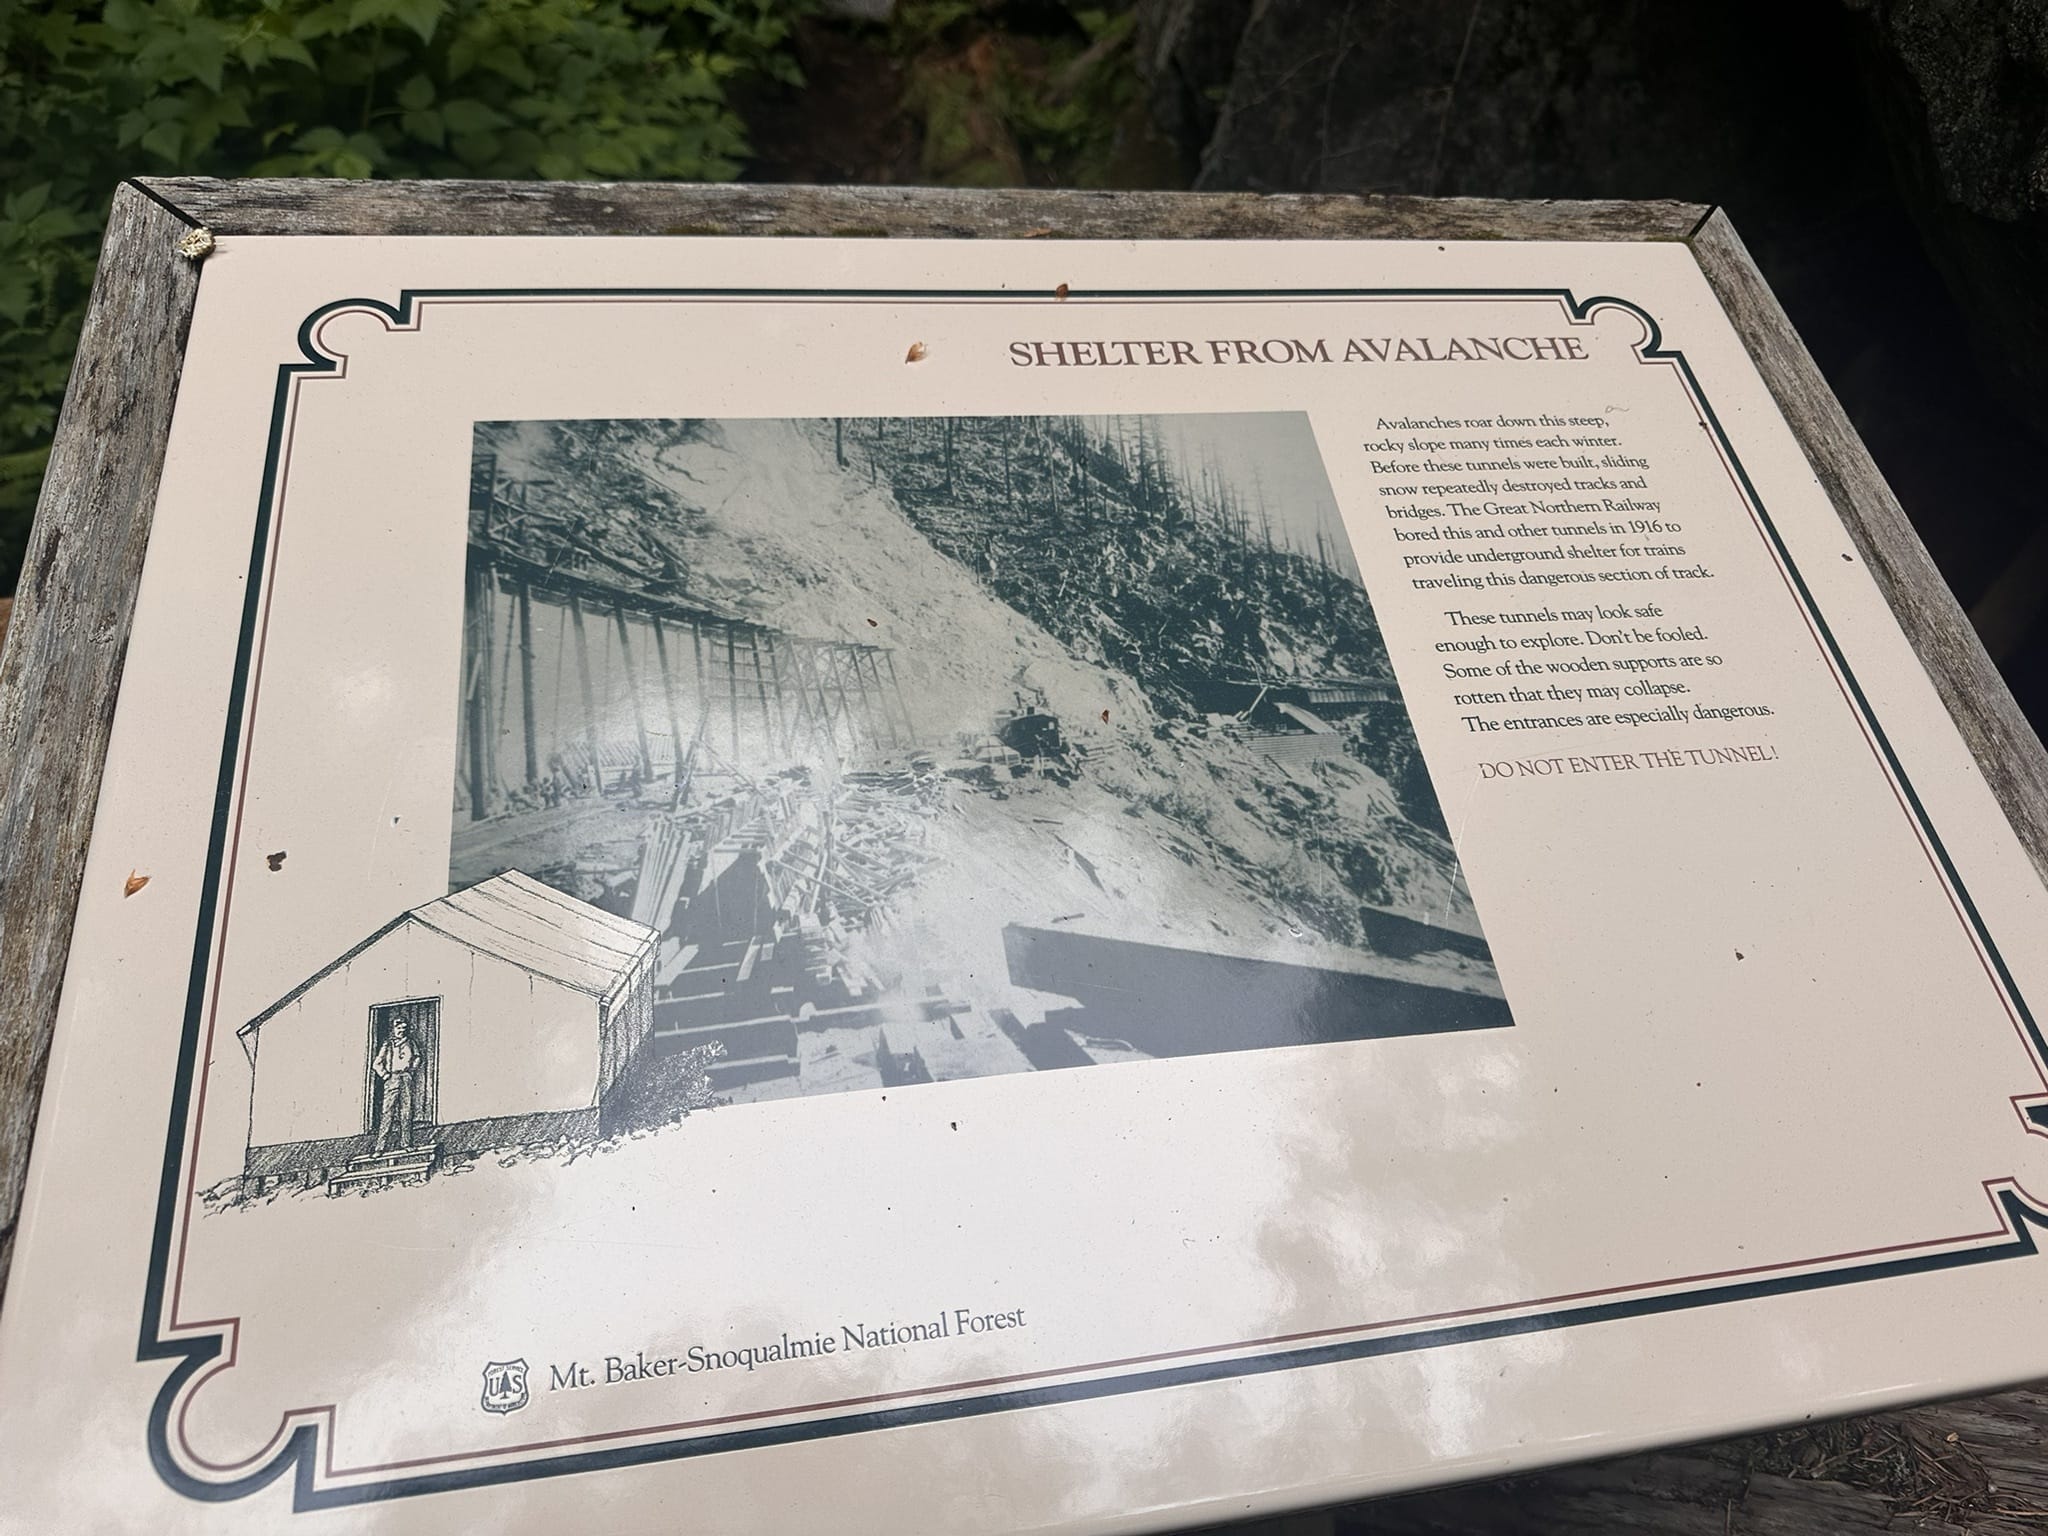 SHELTER FROM AVALANCHE
Avalanches roar down this steep,
rocky slope many times each winter.
Before these tunnels were built, sliding
snow repeatedly destroyed tracks and
bridges. The Great Northern Railway
bored this and other tunnels in 1916 to
provide underground shelter for trains
traveling this dangerous section of track.
These tunnels may look safe
enough to explore. Don't be fooled.
Some of the wooden supports are so
rotten that they may collapse.
The entrances are especially dangerous.
DO NOT ENTER THE TUNNEL!
FOREST SERVICE
U S
Mt. Baker-Snoqualmie National Forest